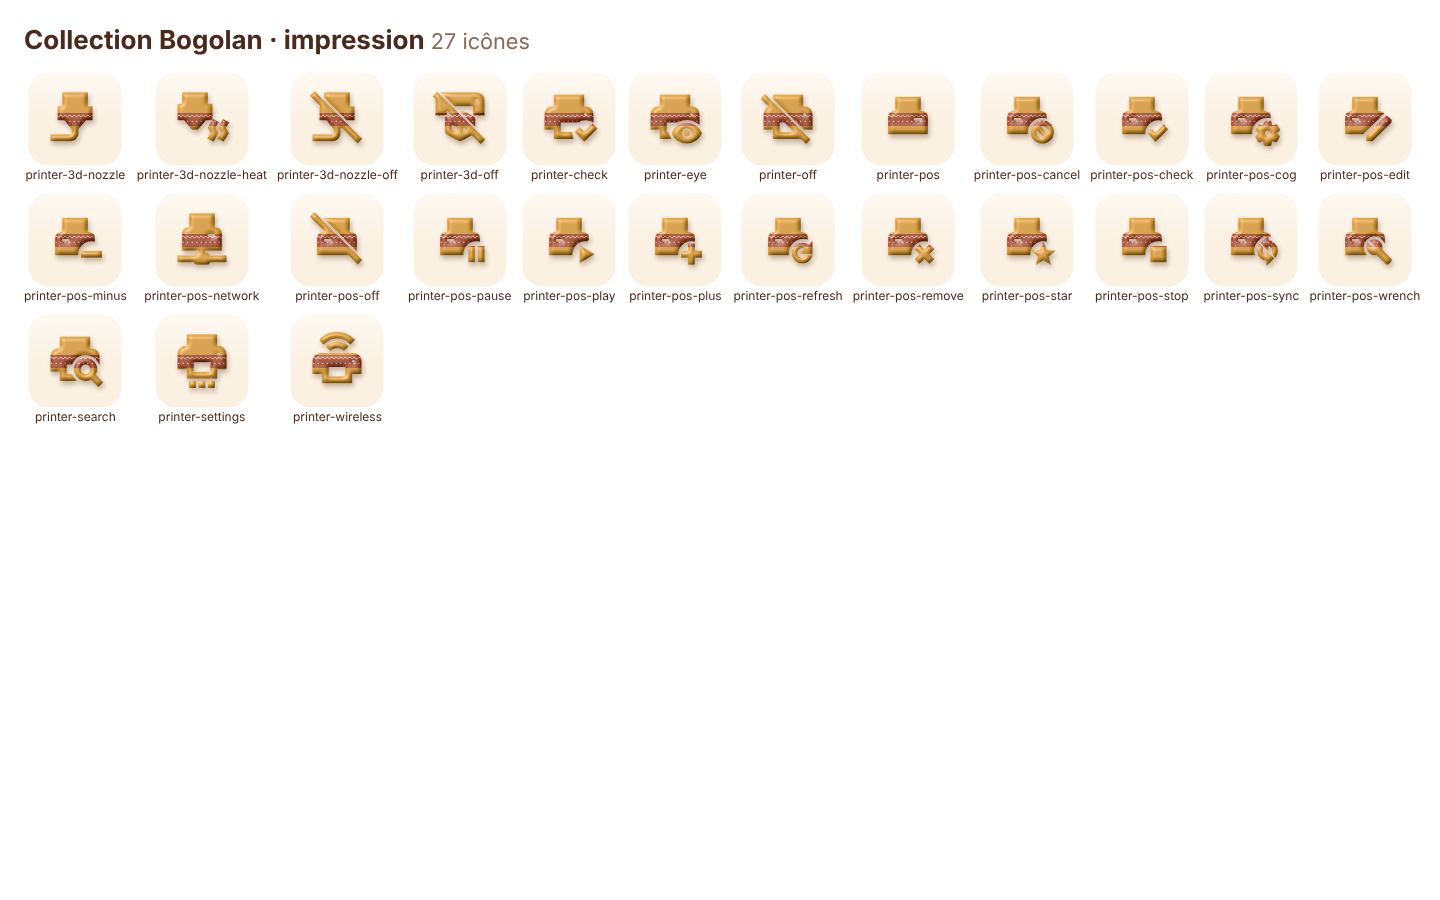 Collection Bogolan · impression 27 icônes
printer-3d-nozzle printer-3d-nozzle-heat printer-3d-nozzle-off printer-3d-off printer-check printer-eye printer-off printer-pos printer-pos-cancel printer-pos-check printer-pos-cog printer-pos-edit
printer-pos-minus printer-pos-network printer-pos-off printer-pos-pause printer-pos-play printer-pos-plus printer-pos-refresh printer-pos-remove printer-pos-star printer-pos-stop printer-pos-sync printer-pos-wrench
printer-search printer-settings printer-wireless